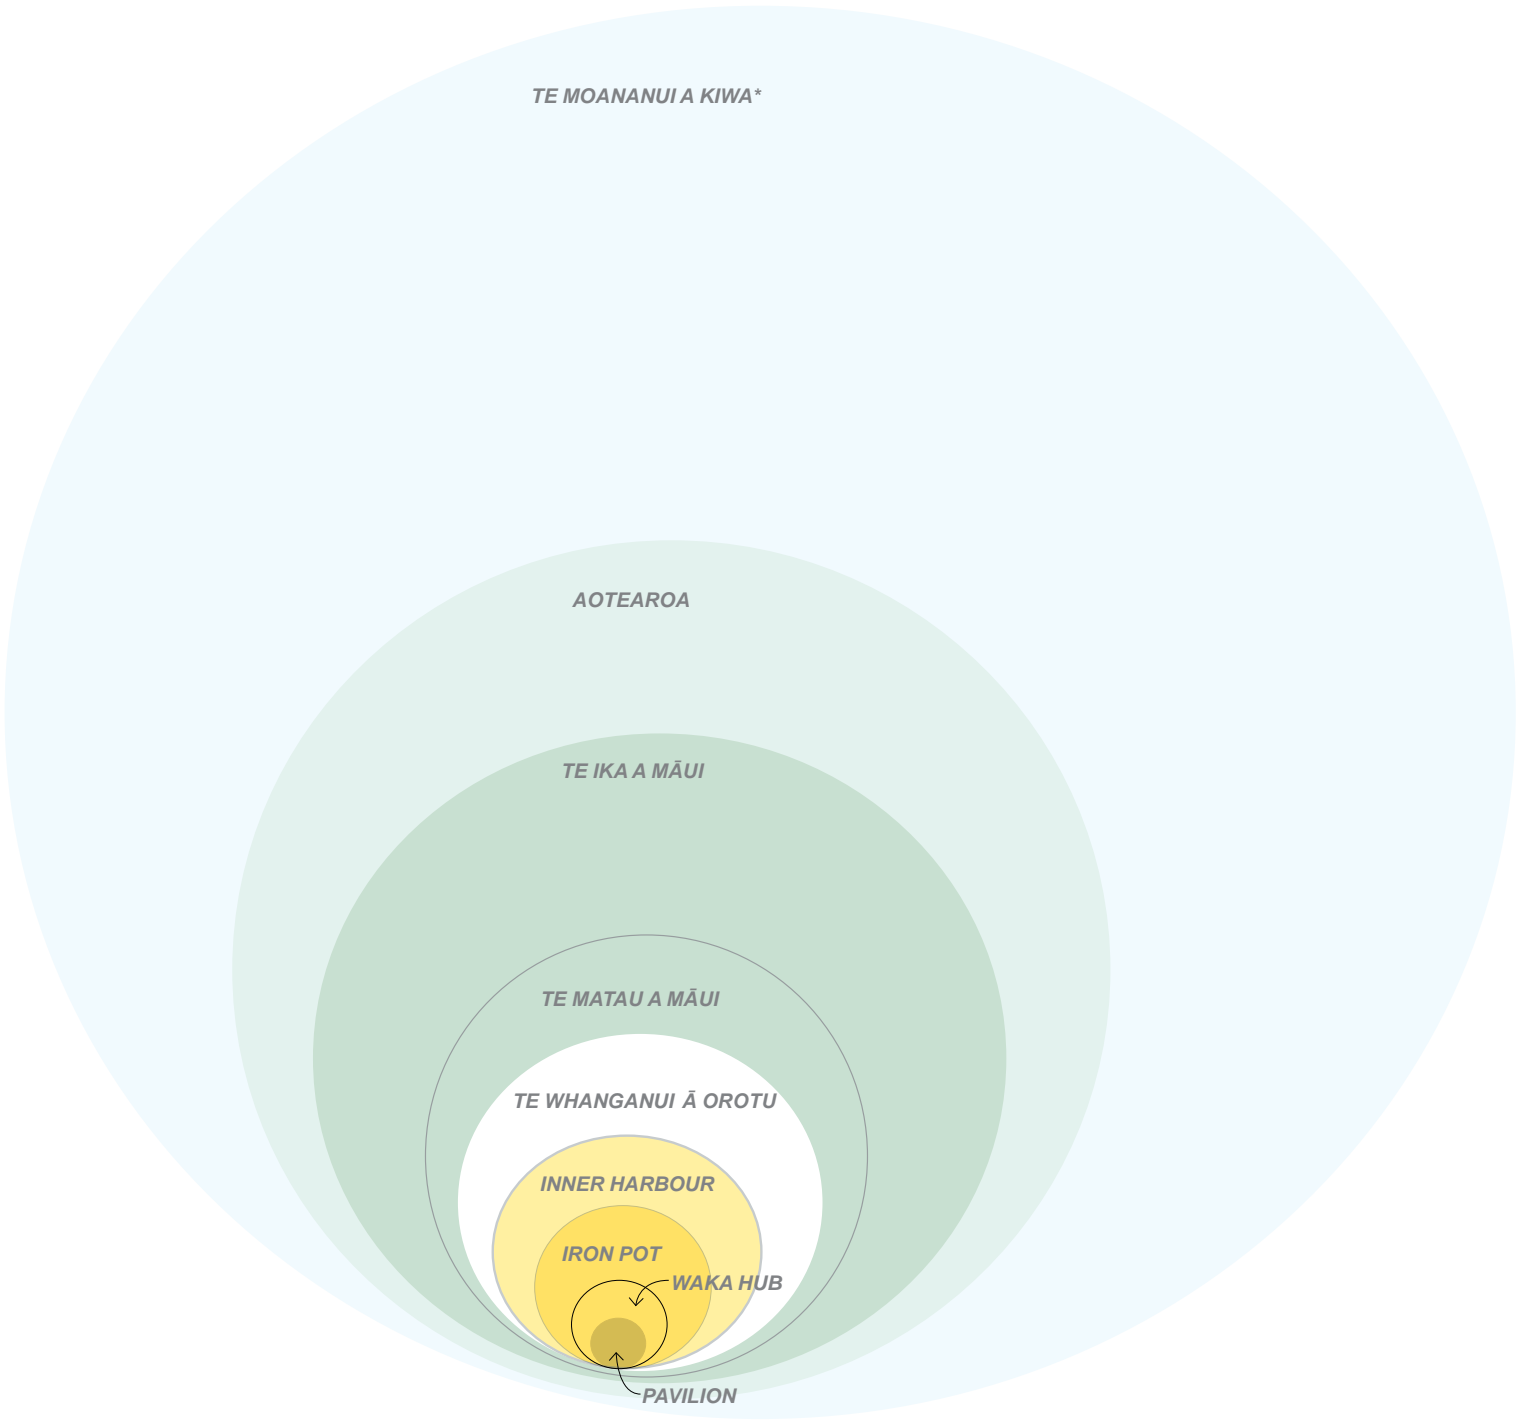 TE MOANANUI A KIWA*
AOTEAROA
TE IKA A MĀUI
TE MATAU A MĀUI
TE WHANGANUI Ā OROTU
INNER HARBOUR
IRON POT
WAKA HUB
PAVILION